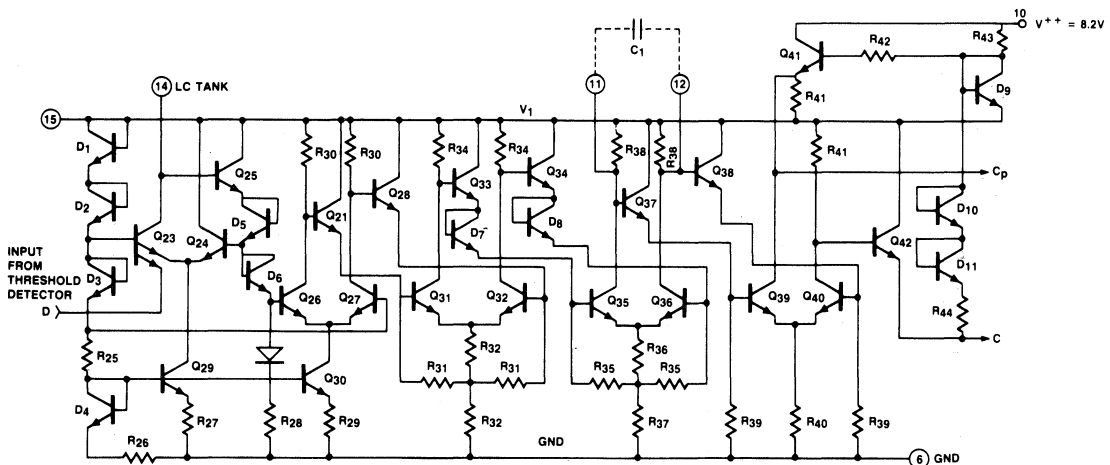 10
V++ = 8.2V
R43
Q41
R42
C1
14 LC TANK
11
12
R41
D9
15
V1
D1
R30
R30
R34
R34
R38
R38
Q38
R41
Q25
Q33
Q34
CP
D2
Q28
Q21
Q37
D10
Q23
Q24
D5
D7
D8
Q42
INPUT
FROM
THRESHOLD
DETECTOR
D
D3
D6
Q26
Q27
Q31
Q32
Q35
Q36
Q39
Q40
D11
R44
C
R25
R32
R36
Q29
Q30
R31
R31
R35
R35
D4
R27
R28
R29
R32
R37
R39
R40
R39
R26
GND
6 GND